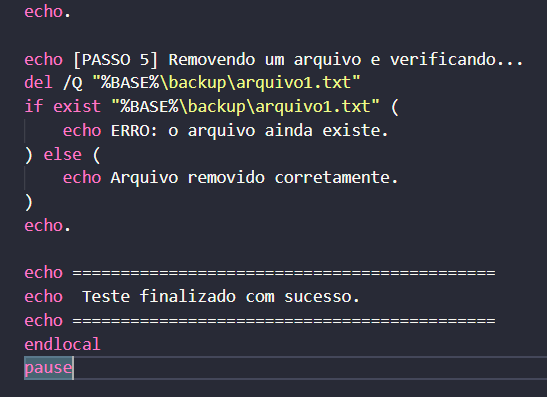 echo.
echo [PASSO 5] Removendo um arquivo e verificando...
del /Q "%BASE%\backup\arquivo1.txt"
if exist "%BASE%\backup\arquivo1.txt" (
    echo ERRO: o arquivo ainda existe.
) else (
    echo Arquivo removido corretamente.
)
echo.
echo ============================================
echo  Teste finalizado com sucesso.
echo ============================================
endlocal
pause